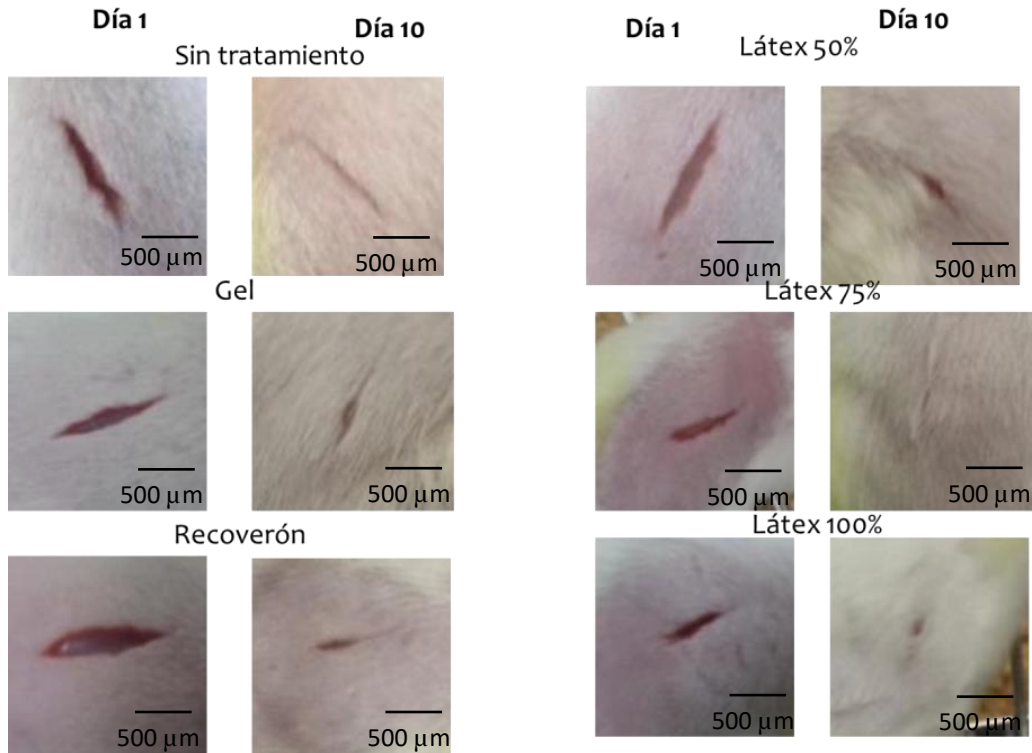 Día 1
Día 10
Sin tratamiento
500 µm
500 µm
Gel
500 µm
500 µm
Recoverón
500 µm
500 µm
Día 1
Día 10
Látex 50%
500 µm
500 µm
Látex 75%
500 µm
500 µm
Látex 100%
500 µm
500 µm